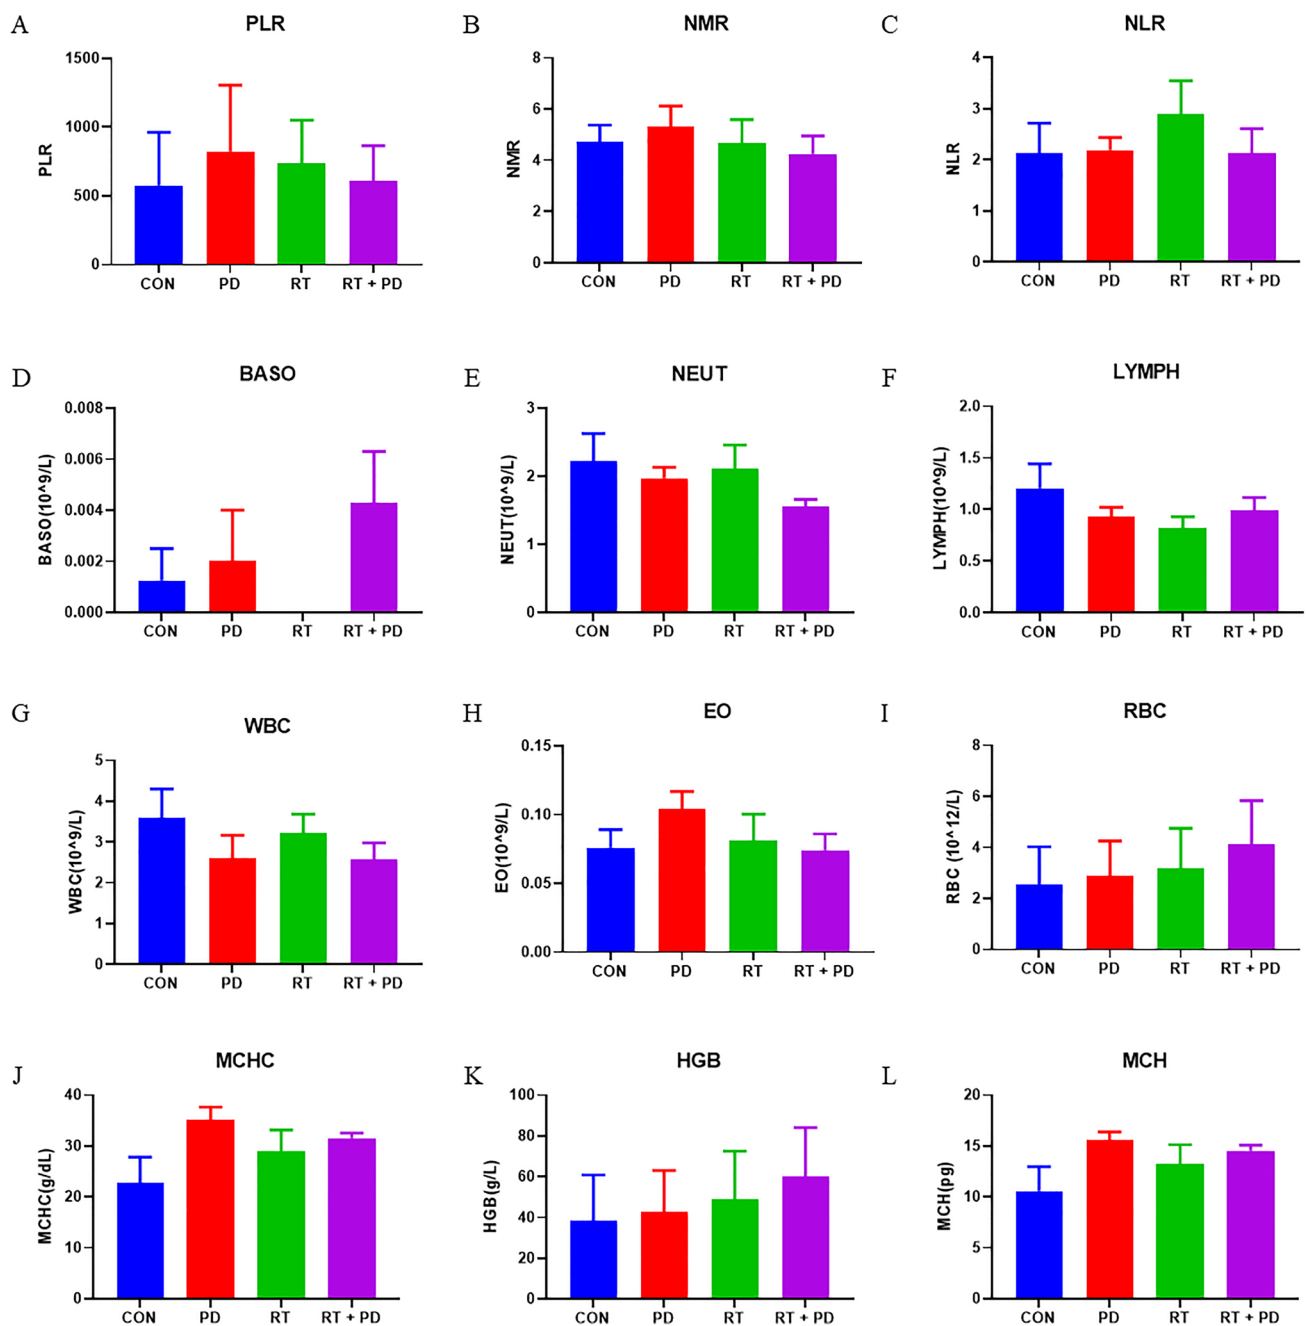 A
PLR
PLR
1500
1000
500
0
CON PD RT RT + PD
B
NMR
NMR
8
6
4
2
0
CON PD RT RT + PD
C
NLR
NLR
4
3
2
1
0
CON PD RT RT + PD
D
BASO
BASO(10^9/L)
0.008
0.006
0.004
0.002
0.000
CON PD RT RT + PD
E
NEUT
NEUT(10^9/L)
3
2
1
0
CON PD RT RT + PD
F
LYMPH
LYMPH(10^9/L)
2.0
1.5
1.0
0.5
0.0
CON PD RT RT + PD
G
WBC
WBC(10^9/L)
5
4
3
2
1
0
CON PD RT RT + PD
H
EO
EO(10^9/L)
0.15
0.10
0.05
0.00
CON PD RT RT + PD
I
RBC
RBC (10^12/L)
8
6
4
2
0
CON PD RT RT + PD
J
MCHC
MCHC(g/dL)
40
30
20
10
0
CON PD RT RT + PD
K
HGB
HGB(g/L)
100
80
60
40
20
0
CON PD RT RT + PD
L
MCH
MCH(pg)
20
15
10
5
0
CON PD RT RT + PD